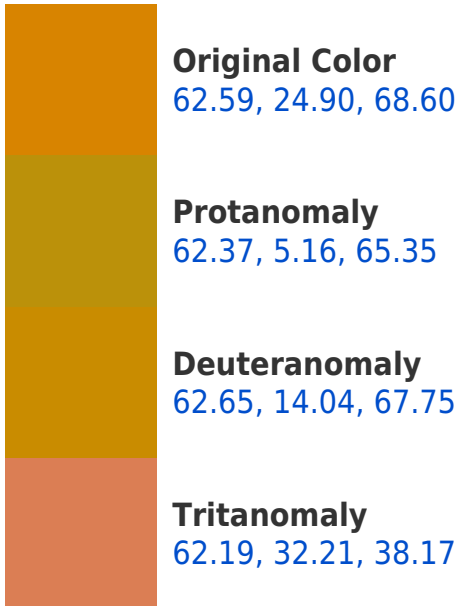 Original Color
62.59, 24.90, 68.60
Protanomaly
62.37, 5.16, 65.35
Deuteranomaly
62.65, 14.04, 67.75
Tritanomaly
62.19, 32.21, 38.17